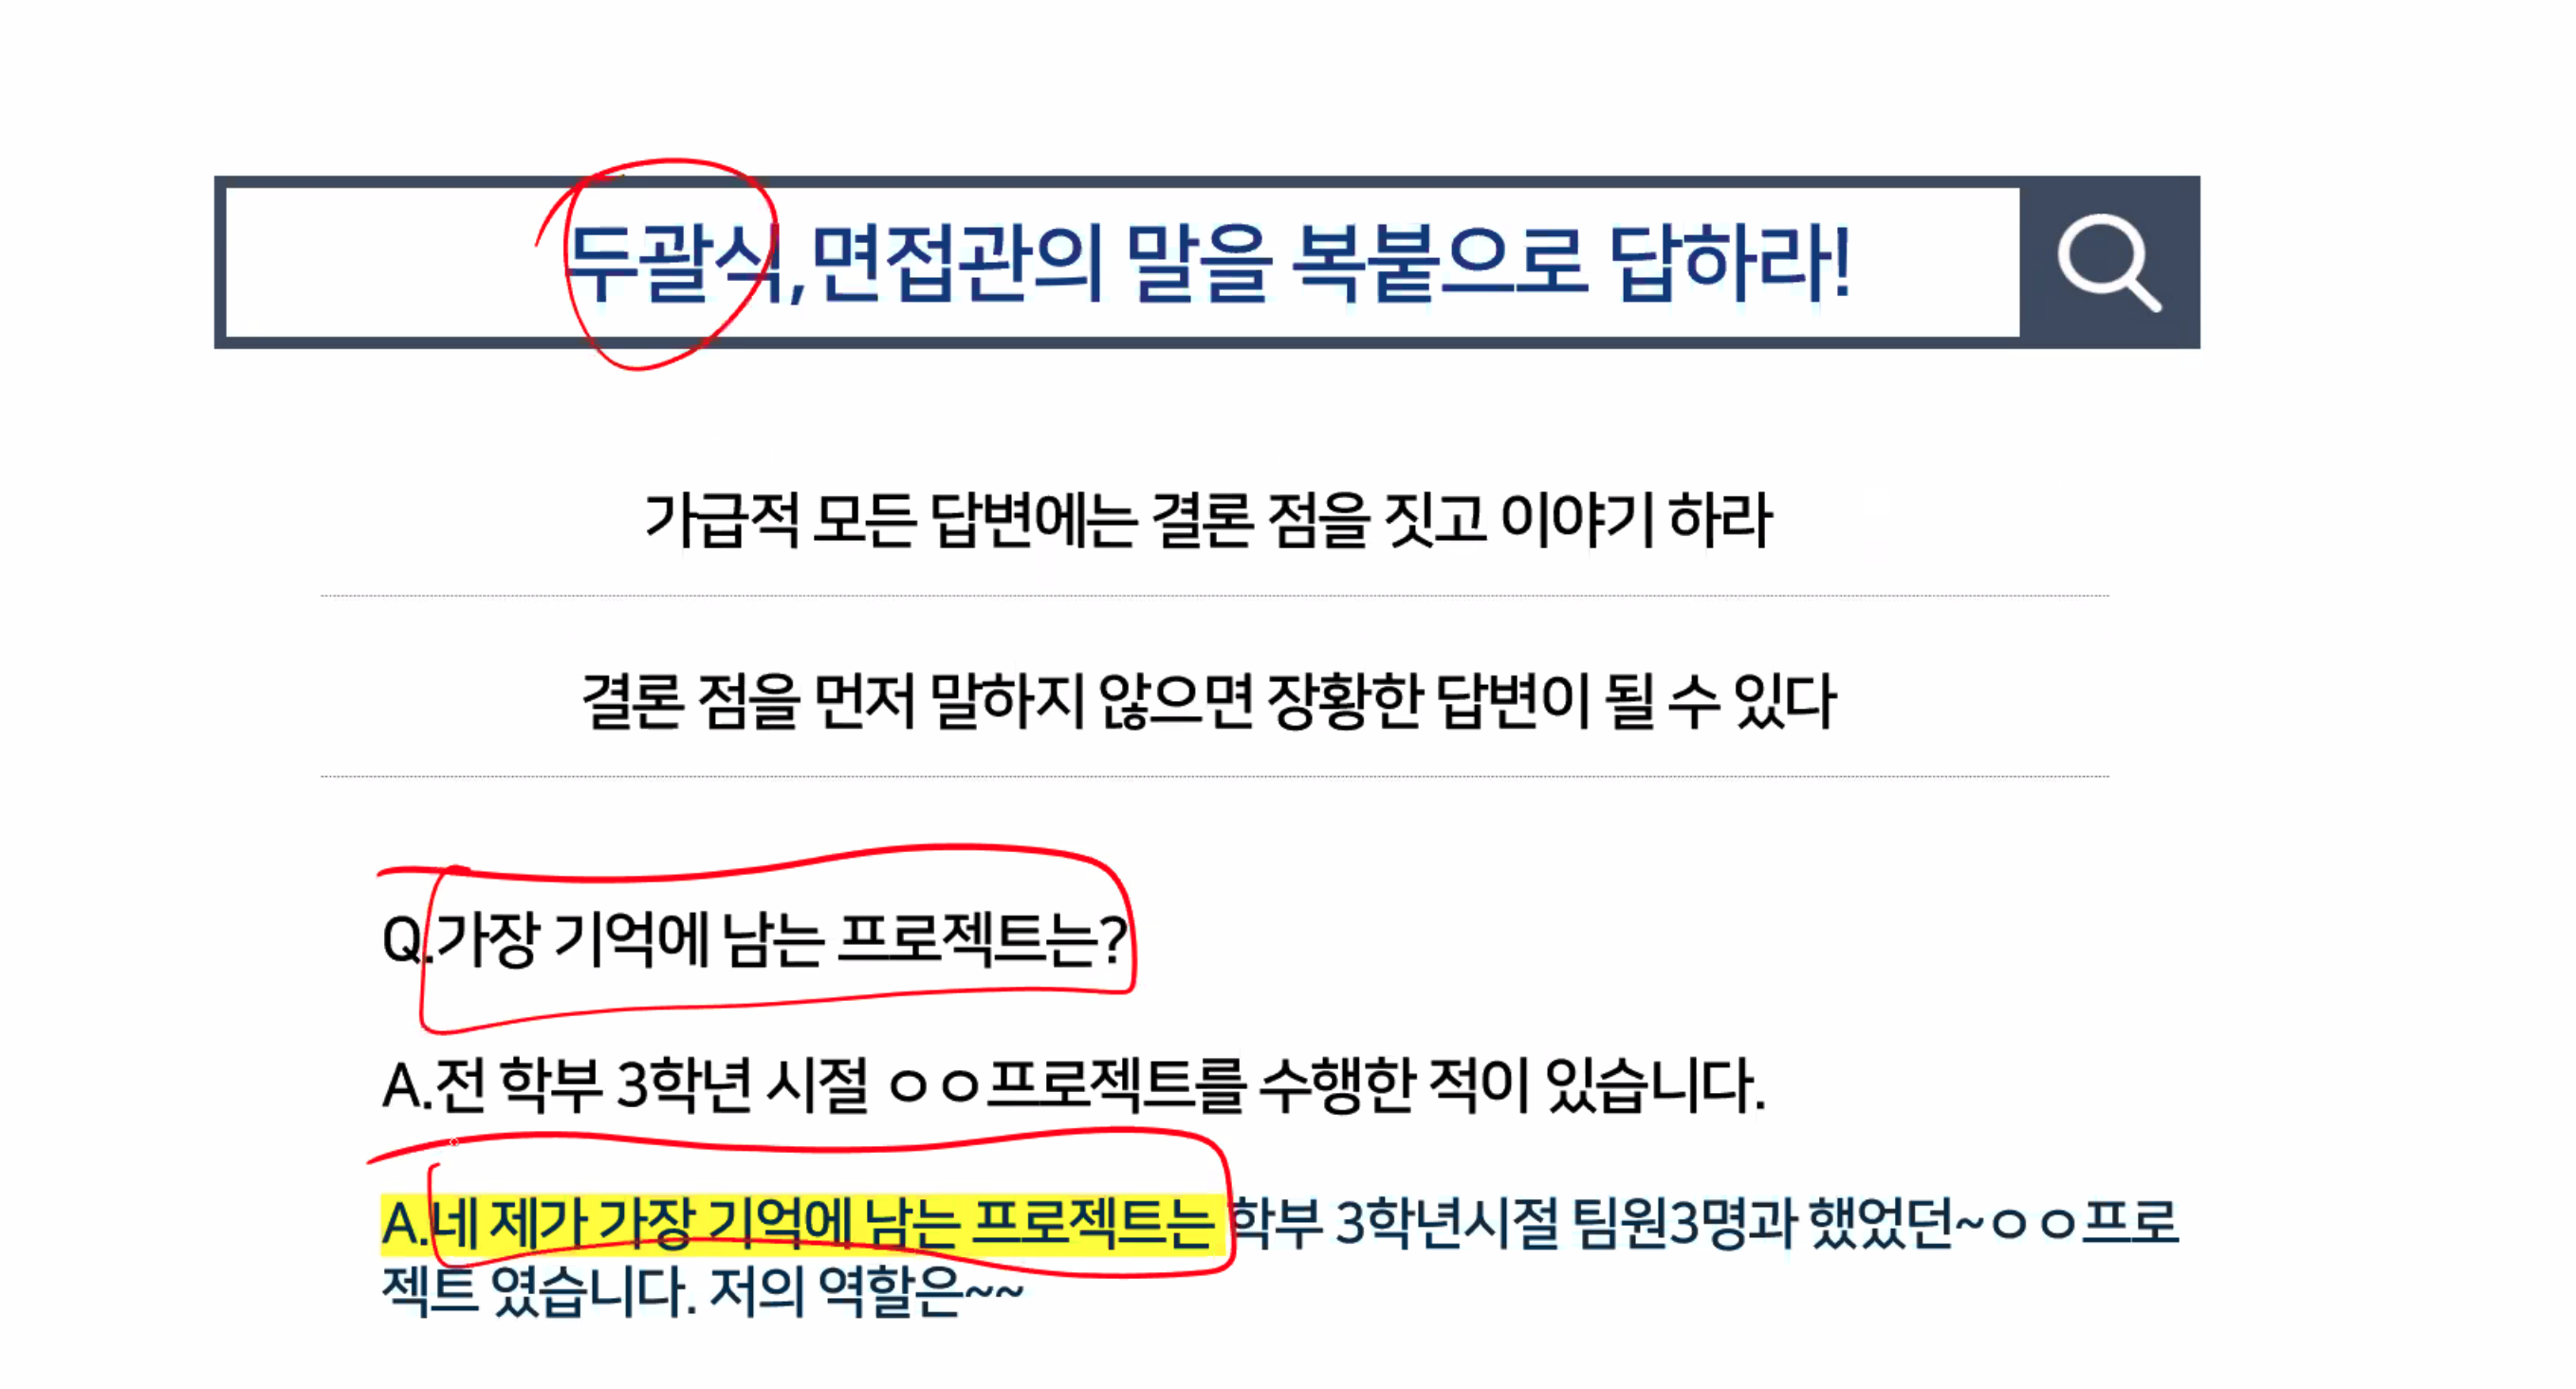 두괄식,면접관의 말을 복붙으로 답하라!
가급적 모든 답변에는 결론 점을 짓고 이야기 하라
결론 점을 먼저 말하지 않으면 장황한 답변이 될 수 있다
Q.가장 기억에 남는 프로젝트는?
A.전 학부 3학년 시절 ㅇㅇ프로젝트를 수행한 적이 있습니다.
A.네 제가 가장 기억에 남는 프로젝트는 학부 3학년시절 팀원3명과 했었던~ㅇㅇ프로
젝트 였습니다. 저의 역할은~~